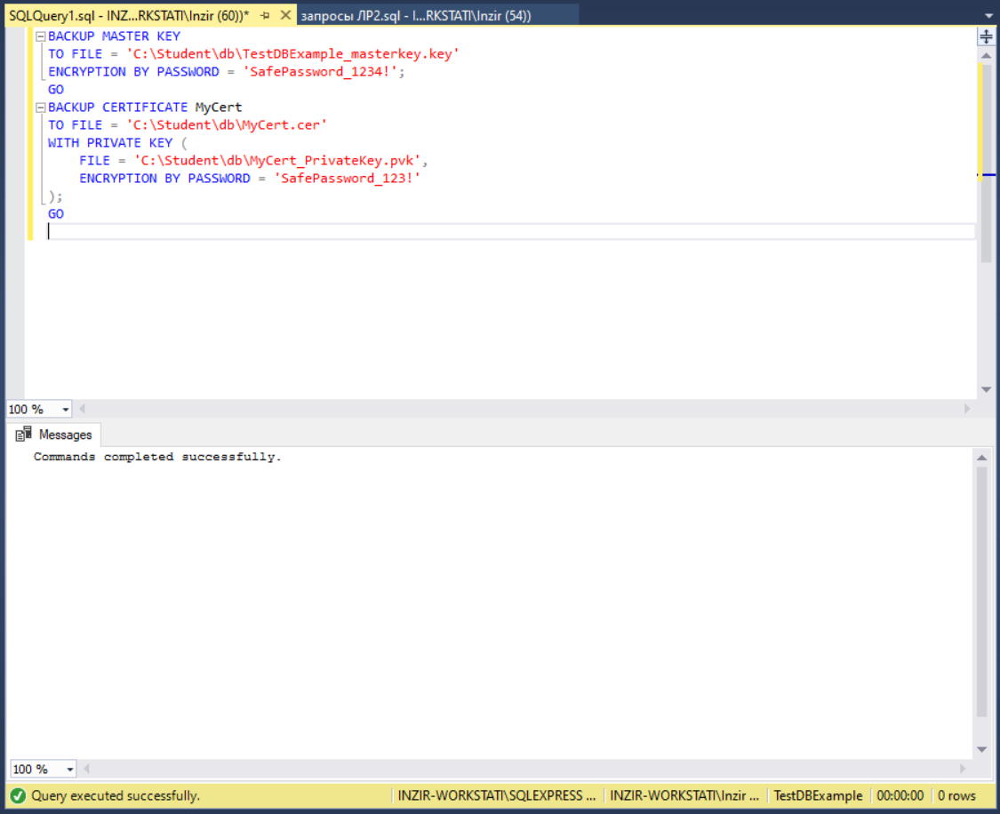 SQLQuery1.sql - INZ...RKSTATI\Inzir (60))*
запросы ЛР2.sql - I...RKSTATI\Inzir (54))
BACKUP MASTER KEY
TO FILE = 'C:\Student\db\TestDBExample_masterkey.key'
ENCRYPTION BY PASSWORD = 'SafePassword_1234!';
GO
BACKUP CERTIFICATE MyCert
TO FILE = 'C:\Student\db\MyCert.cer'
WITH PRIVATE KEY (
    FILE = 'C:\Student\db\MyCert_PrivateKey.pvk',
    ENCRYPTION BY PASSWORD = 'SafePassword_123!'
);
GO
100 %
Messages
Commands completed successfully.
100 %
Query executed successfully.
INZIR-WORKSTATI\SQLEXPRESS ...
INZIR-WORKSTATI\Inzir ...
TestDBExample
00:00:00
0 rows